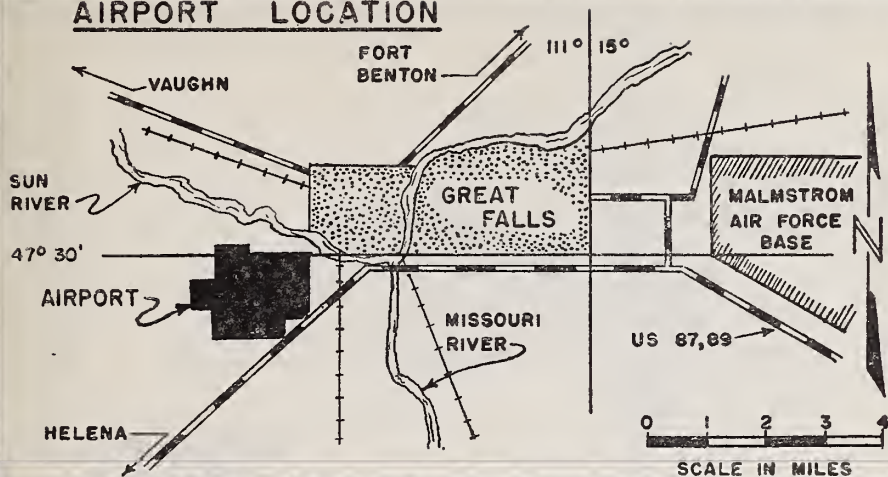 AIRPORT LOCATION
FORT
BENTON
111° 15°
VAUGHN
SUN
RIVER
GREAT
FALLS
MALMSTROM
AIR FORCE
BASE
N
47° 30'
AIRPORT
MISSOURI
RIVER
US 87,89
HELENA
0 1 2 3 4
SCALE IN MILES